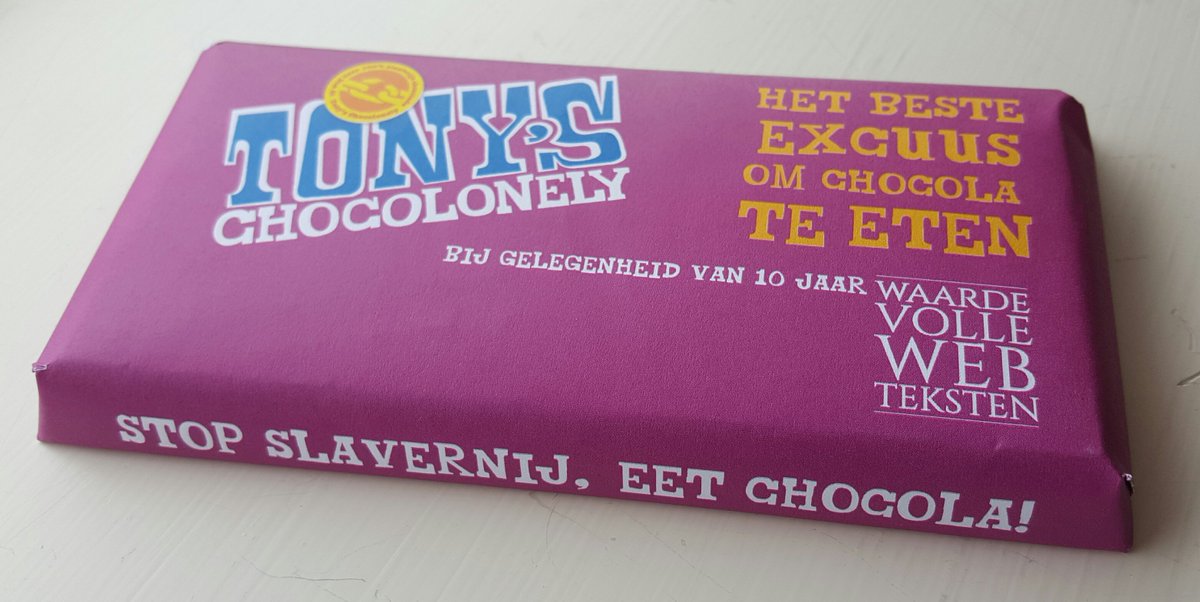 TONY'S
CHOCOLONELY
HET BESTE
EXCUUS
OM CHOCOLA
TE ETEN
BIJ GELEGENHEID VAN 10 JAAR
WAARDE
VOLLE
WEB
TEKSTEN
STOP SLAVERNIJ, EET CHOCOLA!